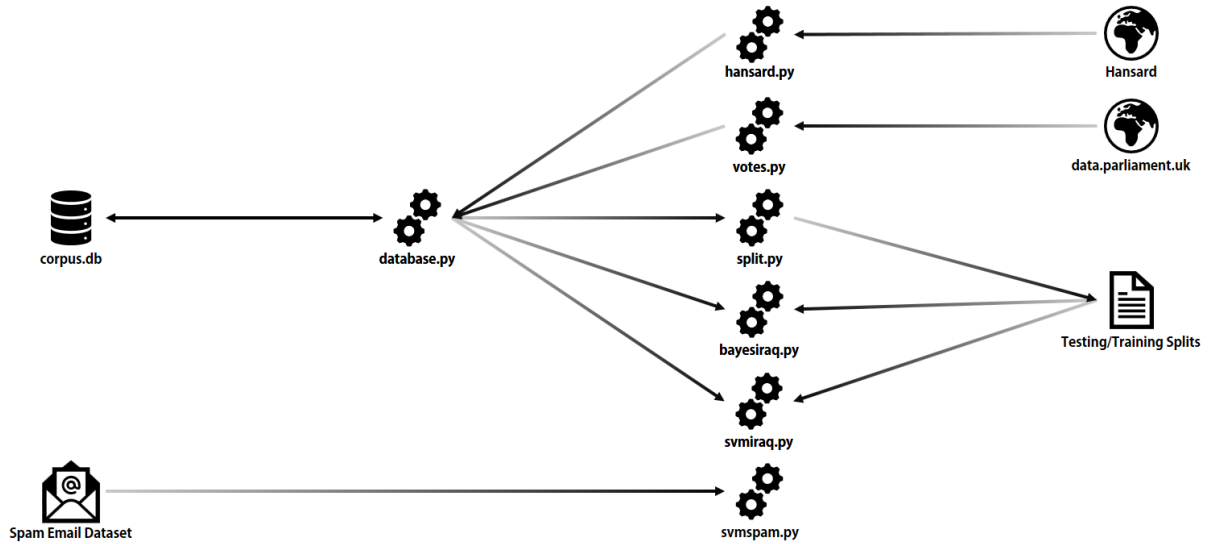 hansard.py
Hansard
votes.py
data.parliament.uk
corpus.db
database.py
split.py
bayesiraq.py
Testing/Training Splits
svmiraq.py
@
Spam Email Dataset
svmspam.py